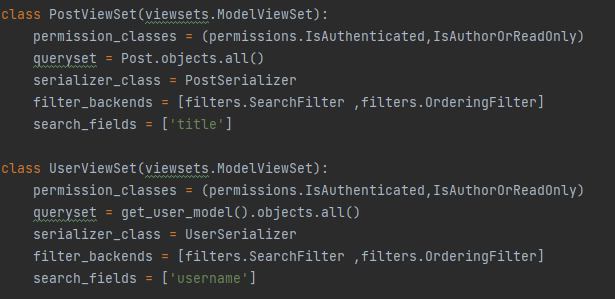 class PostViewSet(viewsets.ModelViewSet):
    permission_classes = (permissions.IsAuthenticated,IsAuthorOrReadOnly)
    queryset = Post.objects.all()
    serializer_class = PostSerializer
    filter_backends = [filters.SearchFilter ,filters.OrderingFilter]
    search_fields = ['title']

class UserViewSet(viewsets.ModelViewSet):
    permission_classes = (permissions.IsAuthenticated,IsAuthorOrReadOnly)
    queryset = get_user_model().objects.all()
    serializer_class = UserSerializer
    filter_backends = [filters.SearchFilter ,filters.OrderingFilter]
    search_fields = ['username']